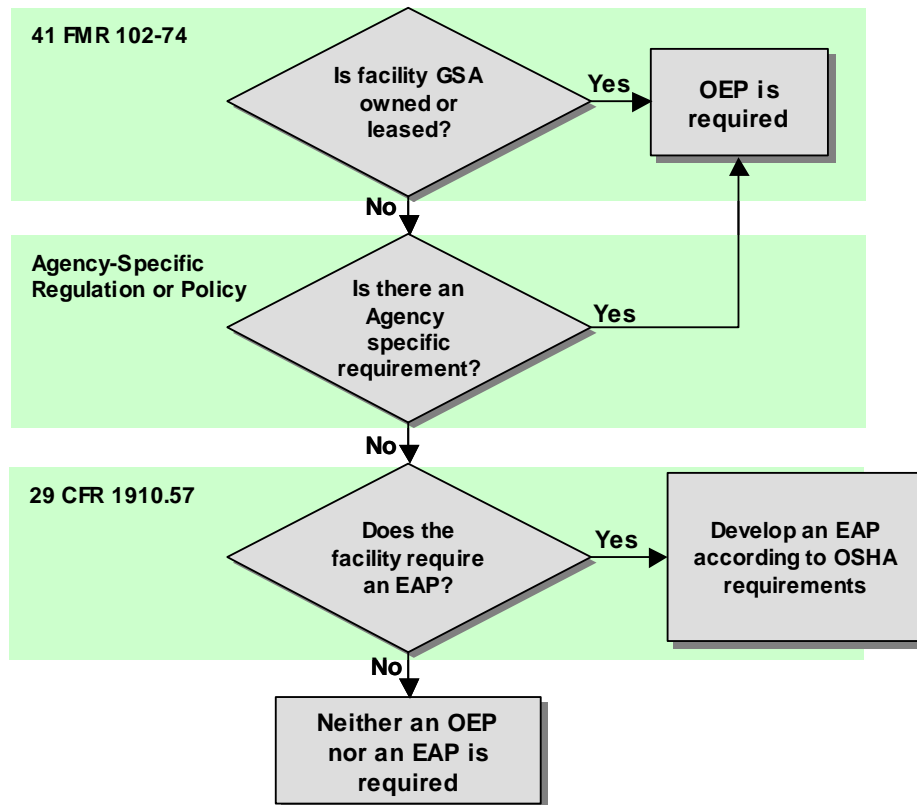 41 FMR 102-74
Is facility GSA
owned or
leased?
Yes
OEP is
required
No
Agency-Specific
Regulation or Policy
Is there an
Agency
specific
requirement?
Yes
No
29 CFR 1910.57
Does the
facility require
an EAP?
Yes
Develop an EAP
according to OSHA
requirements
No
Neither an OEP
nor an EAP is
required